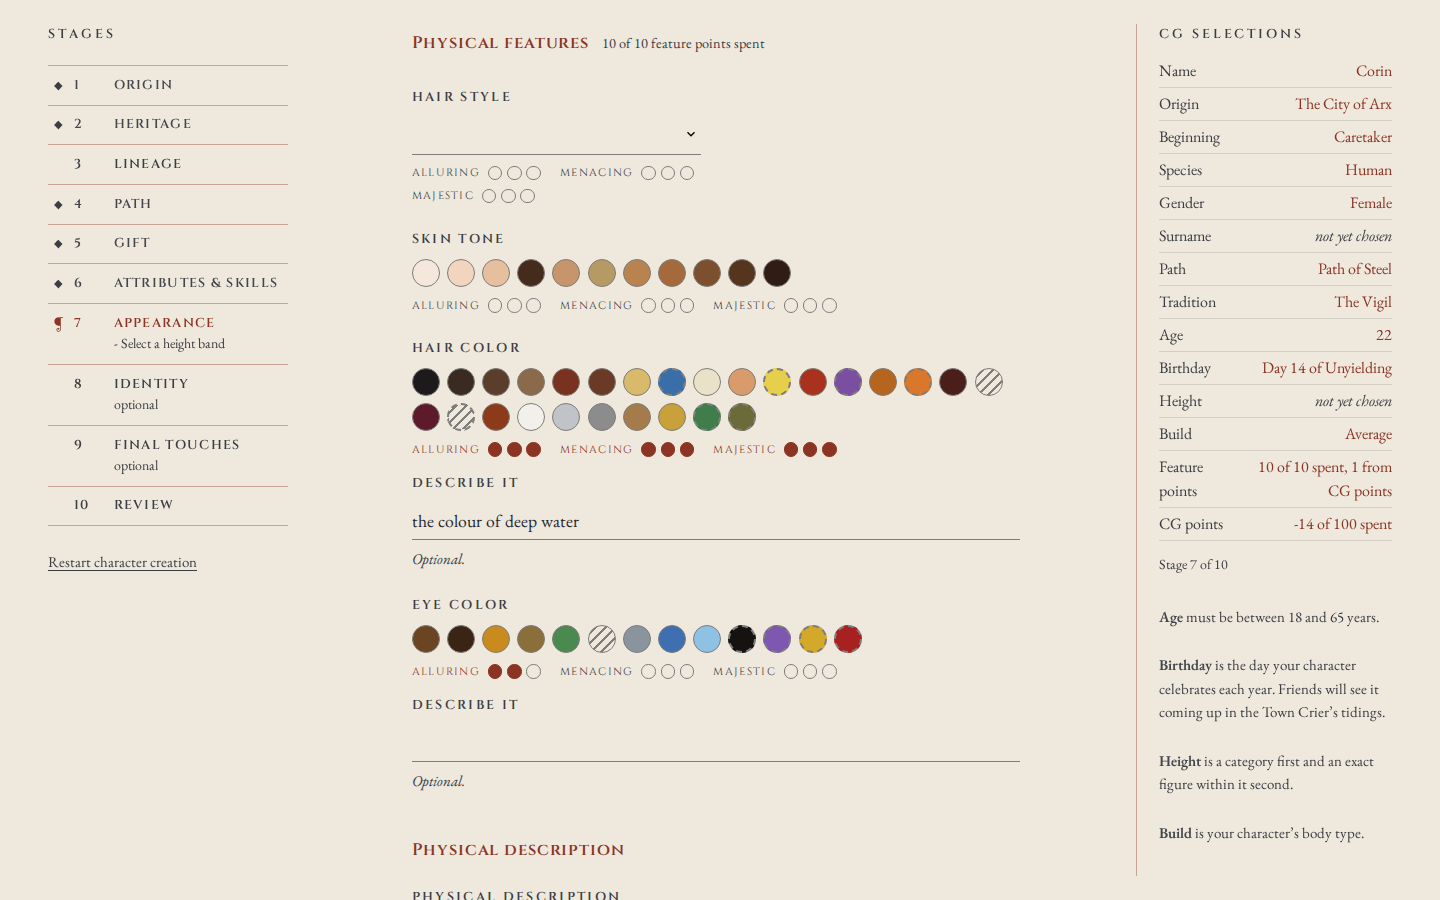 STAGES
◆ 1 ORIGIN
◆ 2 HERITAGE
3 LINEAGE
◆ 4 PATH
◆ 5 GIFT
◆ 6 ATTRIBUTES & SKILLS
¶ 7 APPEARANCE
- Select a height band
8 IDENTITY
optional
9 FINAL TOUCHES
optional
10 REVIEW
Restart character creation
PHYSICAL FEATURES 10 of 10 feature points spent
HAIR STYLE
ALLURING MENACING
MAJESTIC
SKIN TONE
ALLURING MENACING MAJESTIC
HAIR COLOR
ALLURING MENACING MAJESTIC
DESCRIBE IT
the colour of deep water
Optional.
EYE COLOR
ALLURING MENACING MAJESTIC
DESCRIBE IT
Optional.
PHYSICAL DESCRIPTION
PHYSICAL DESCRIPTION
CG SELECTIONS
Name Corin
Origin The City of Arx
Beginning Caretaker
Species Human
Gender Female
Surname not yet chosen
Path Path of Steel
Tradition The Vigil
Age 22
Birthday Day 14 of Unyielding
Height not yet chosen
Build Average
Feature 10 of 10 spent, 1 from
points CG points
CG points -14 of 100 spent
Stage 7 of 10
Age must be between 18 and 65 years.
Birthday is the day your character
celebrates each year. Friends will see it
coming up in the Town Crier’s tidings.
Height is a category first and an exact
figure within it second.
Build is your character’s body type.